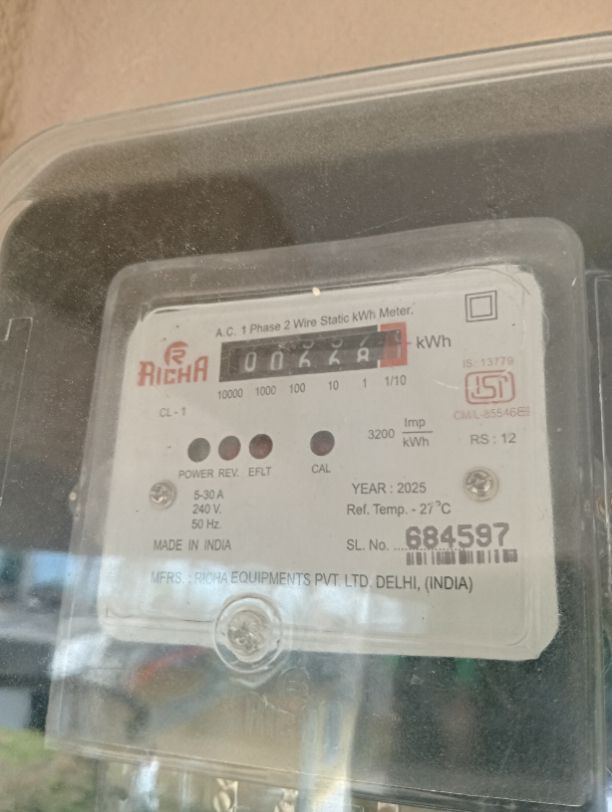 A.C. 1 Phase 2 Wire Static kWh Meter.
RICHA
kWh
10000 1000 100 10 1 1/10
IS: 13779
ISI
CL - 1
3200 Imp/kWh
RS : 12
POWER REV. EFLT CAL
5-30 A
240 V.
50 Hz.
YEAR : 2025
Ref. Temp. - 27°C
MADE IN INDIA
SL. No. 684597
MFRS. : RICHA EQUIPMENTS PVT. LTD. DELHI, (INDIA)